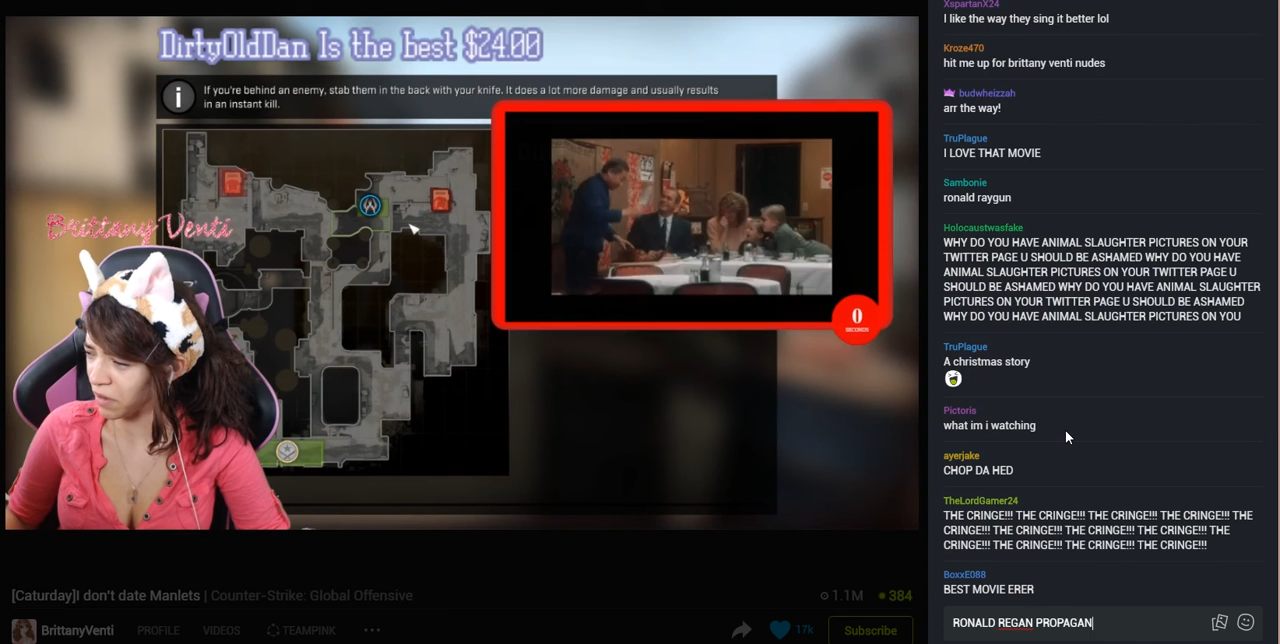 DirtyOldDan Is the best $24.00
If you're behind an enemy, stab them in the back with your knife. It does a lot more damage and usually results
in an instant kill.
0
SECONDS
Brittany Venti
[Caturday]I don't date Manlets | Counter-Strike: Global Offensive
1.1M
384
BrittanyVenti
PROFILE
VIDEOS
TEAMPINK
17k
Subscribe
XspartanX24
I like the way they sing it better lol
Kroze470
hit me up for brittany venti nudes
budwheizzah
arr the way!
TruPlague
I LOVE THAT MOVIE
Sambonie
ronald raygun
Holocaustwasfake
WHY DO YOU HAVE ANIMAL SLAUGHTER PICTURES ON YOUR
TWITTER PAGE U SHOULD BE ASHAMED WHY DO YOU HAVE
ANIMAL SLAUGHTER PICTURES ON YOUR TWITTER PAGE U
SHOULD BE ASHAMED WHY DO YOU HAVE ANIMAL SLAUGHTER
PICTURES ON YOUR TWITTER PAGE U SHOULD BE ASHAMED
WHY DO YOU HAVE ANIMAL SLAUGHTER PICTURES ON YOU
TruPlague
A christmas story
Pictoris
what im i watching
ayerjake
CHOP DA HED
TheLordGamer24
THE CRINGE!!! THE CRINGE!!! THE CRINGE!!! THE CRINGE!!! THE
CRINGE!!! THE CRINGE!!! THE CRINGE!!! THE CRINGE!!! THE
CRINGE!!! THE CRINGE!!! THE CRINGE!!! THE CRINGE!!!
BoxxE088
BEST MOVIE ERER
RONALD REGAN PROPAGAN